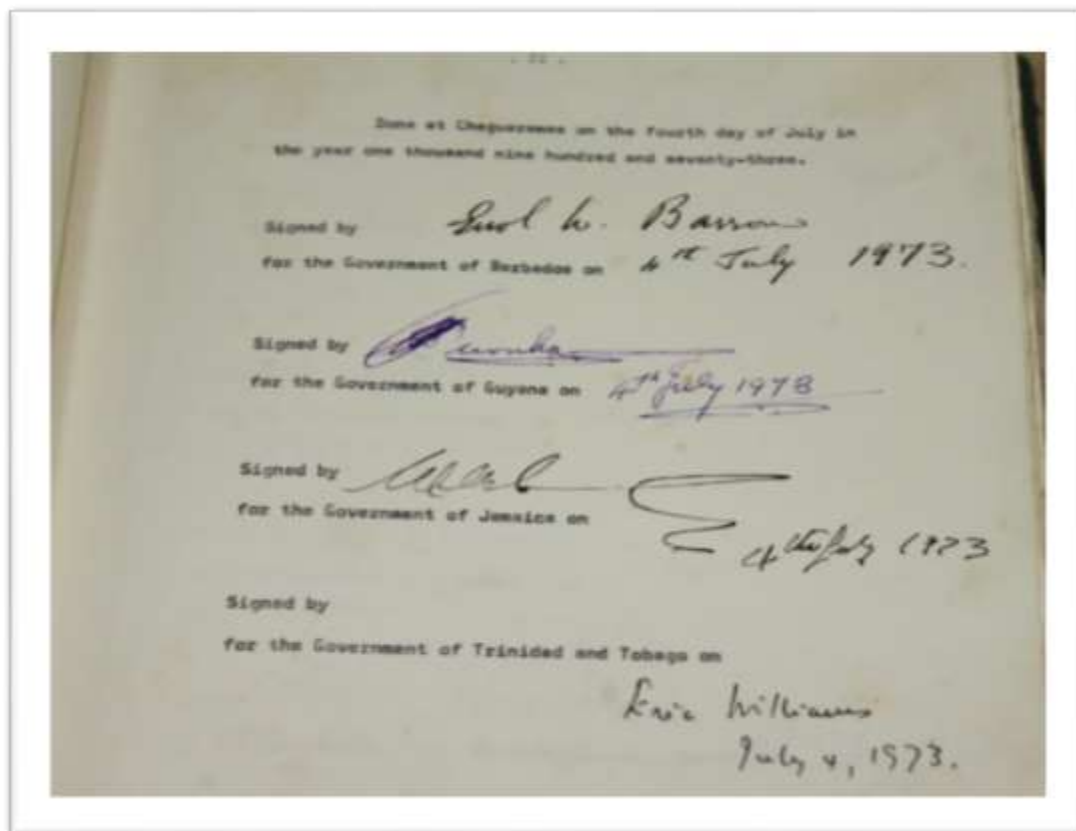 Done at Chaguaramas on the fourth day of July in
the year one thousand nine hundred and seventy-three.
Signed by Errol W. Barrow
for the Government of Barbados on 4th July 1973.
Signed by
for the Government of Guyana on 4th July 1973
Signed by
for the Government of Jamaica on
4th July 1973
Signed by
for the Government of Trinidad and Tobago on
Eric Williams
July 4, 1973.